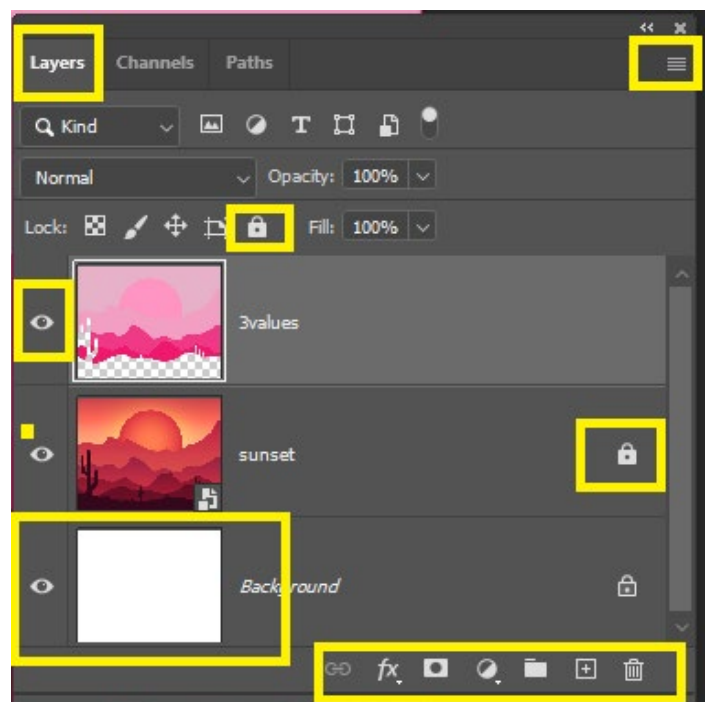 Layers Channels Paths
Kind T
Normal Opacity: 100%
Lock: Fill: 100%
3values
sunset
Background
fx